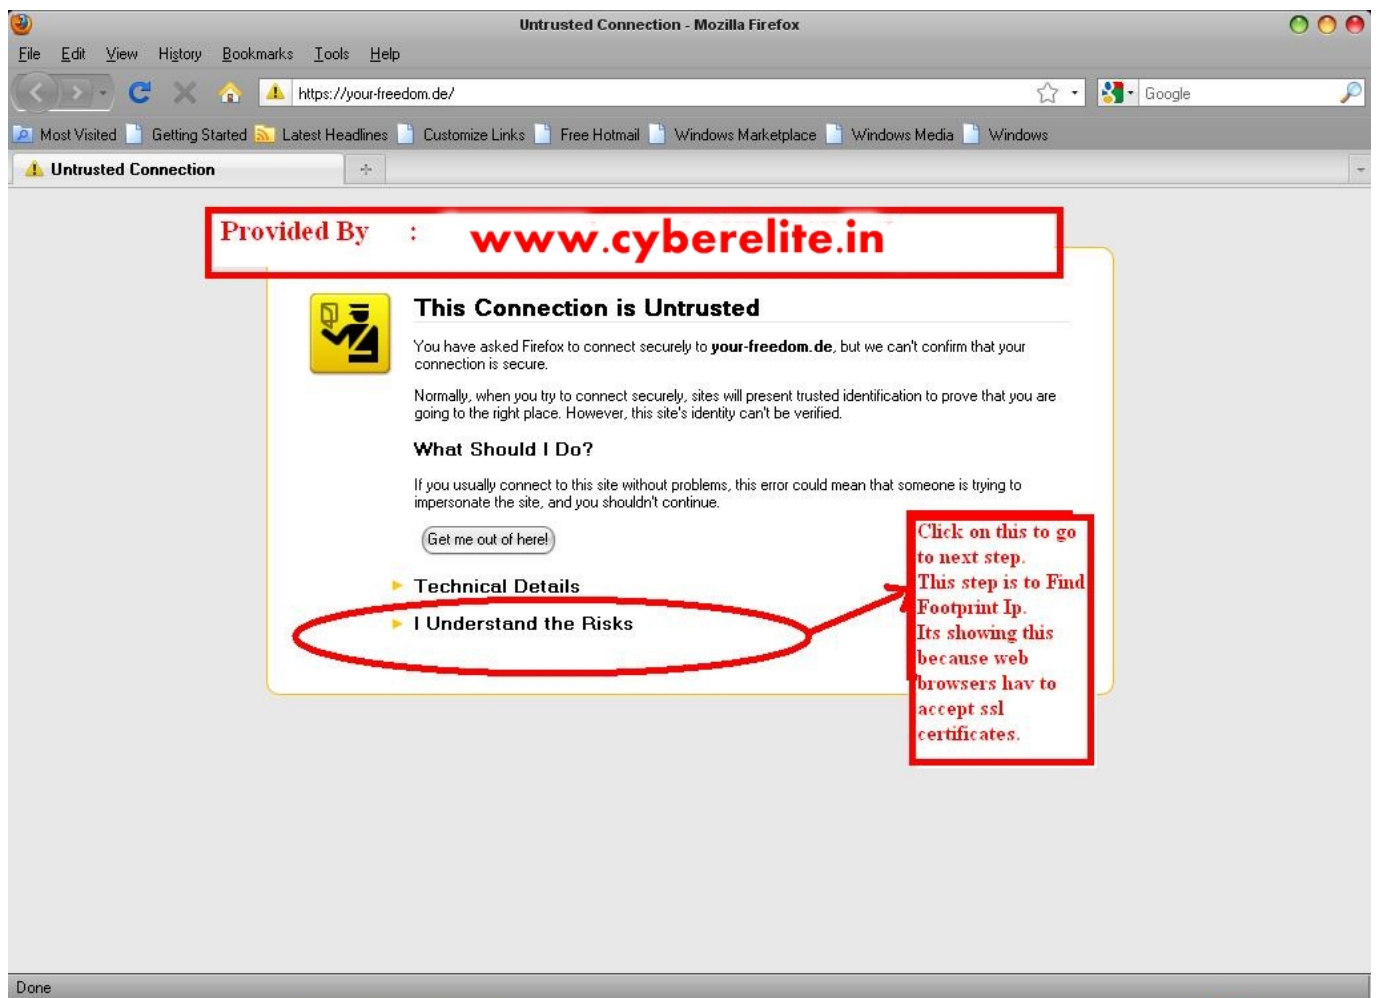 Untrusted Connection - Mozilla Firefox
File Edit View History Bookmarks Tools Help
https://your-freedom.de/
Google
Most Visited Getting Started Latest Headlines Customize Links Free Hotmail Windows Marketplace Windows Media Windows
Untrusted Connection
Provided By : www.cyberelite.in
This Connection is Untrusted
You have asked Firefox to connect securely to your-freedom.de, but we can't confirm that your
connection is secure.
Normally, when you try to connect securely, sites will present trusted identification to prove that you are
going to the right place. However, this site's identity can't be verified.
What Should I Do?
If you usually connect to this site without problems, this error could mean that someone is trying to
impersonate the site, and you shouldn't continue.
Get me out of here!
Technical Details
I Understand the Risks
Click on this to go
to next step.
This step is to Find
Footprint Ip.
Its showing this
because web
browsers hav to
accept ssl
certificates.
Done